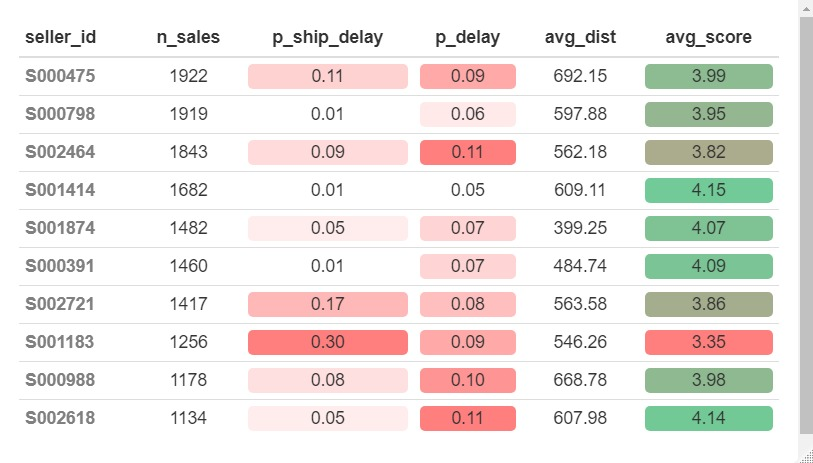 seller_id n_sales p_ship_delay p_delay avg_dist avg_score
S000475 1922 0.11 0.09 692.15 3.99
S000798 1919 0.01 0.06 597.88 3.95
S002464 1843 0.09 0.11 562.18 3.82
S001414 1682 0.01 0.05 609.11 4.15
S001874 1482 0.05 0.07 399.25 4.07
S000391 1460 0.01 0.07 484.74 4.09
S002721 1417 0.17 0.08 563.58 3.86
S001183 1256 0.30 0.09 546.26 3.35
S000988 1178 0.08 0.10 668.78 3.98
S002618 1134 0.05 0.11 607.98 4.14